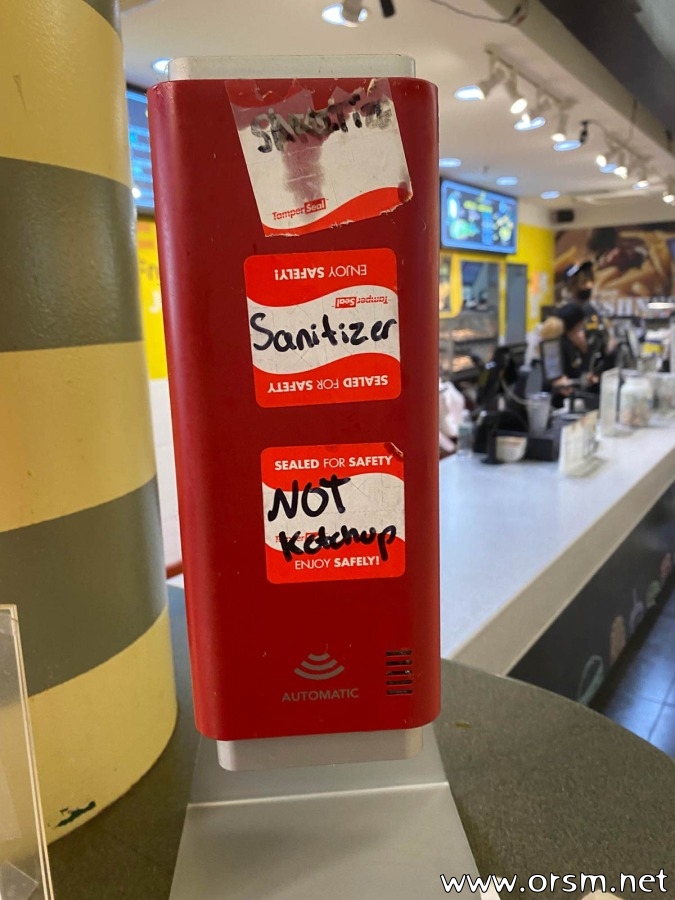 TamperSeal
ENJOY SAFELY!
TamperSeal
Sanitizer
SEALED FOR SAFETY
SEALED FOR SAFETY
NOT
Ketchup
ENJOY SAFELY!
AUTOMATIC
www.orsm.net